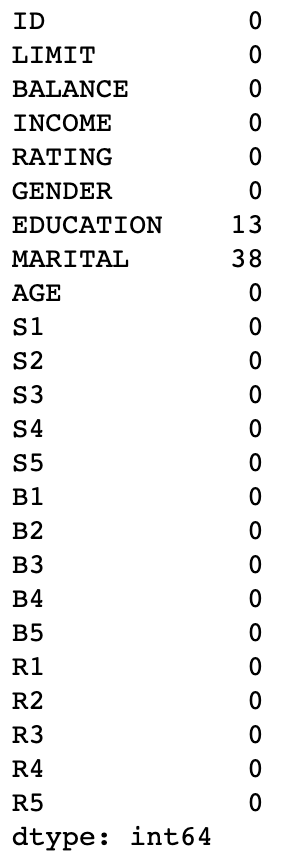 ID 0
LIMIT 0
BALANCE 0
INCOME 0
RATING 0
GENDER 0
EDUCATION 13
MARITAL 38
AGE 0
S1 0
S2 0
S3 0
S4 0
S5 0
B1 0
B2 0
B3 0
B4 0
B5 0
R1 0
R2 0
R3 0
R4 0
R5 0
dtype: int64